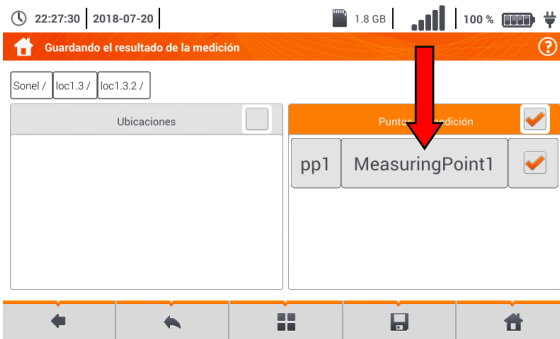 22:27:30 2018-07-20 1.8 GB 100 %
Guardando el resultado de la medición
Sonel / loc1.3 / loc1.3.2 /
Ubicaciones
Puntos medición
pp1 MeasuringPoint1